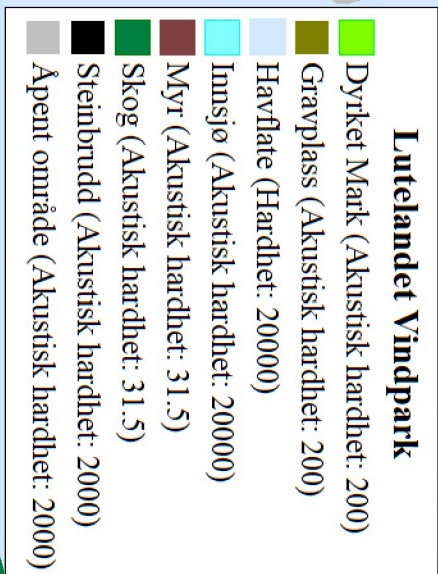 Lutelandet Vindpark
Dyrket Mark (Akustisk hardhet: 200)
Gravplass (Akustisk hardhet: 200)
Havflate (Hardhet: 20000)
Innsjø (Akustisk hardhet: 20000)
Myr (Akustisk hardhet: 31.5)
Skog (Akustisk hardhet: 31.5)
Steinbrudd (Akustisk hardhet: 2000)
Åpent område (Akustisk hardhet: 2000)